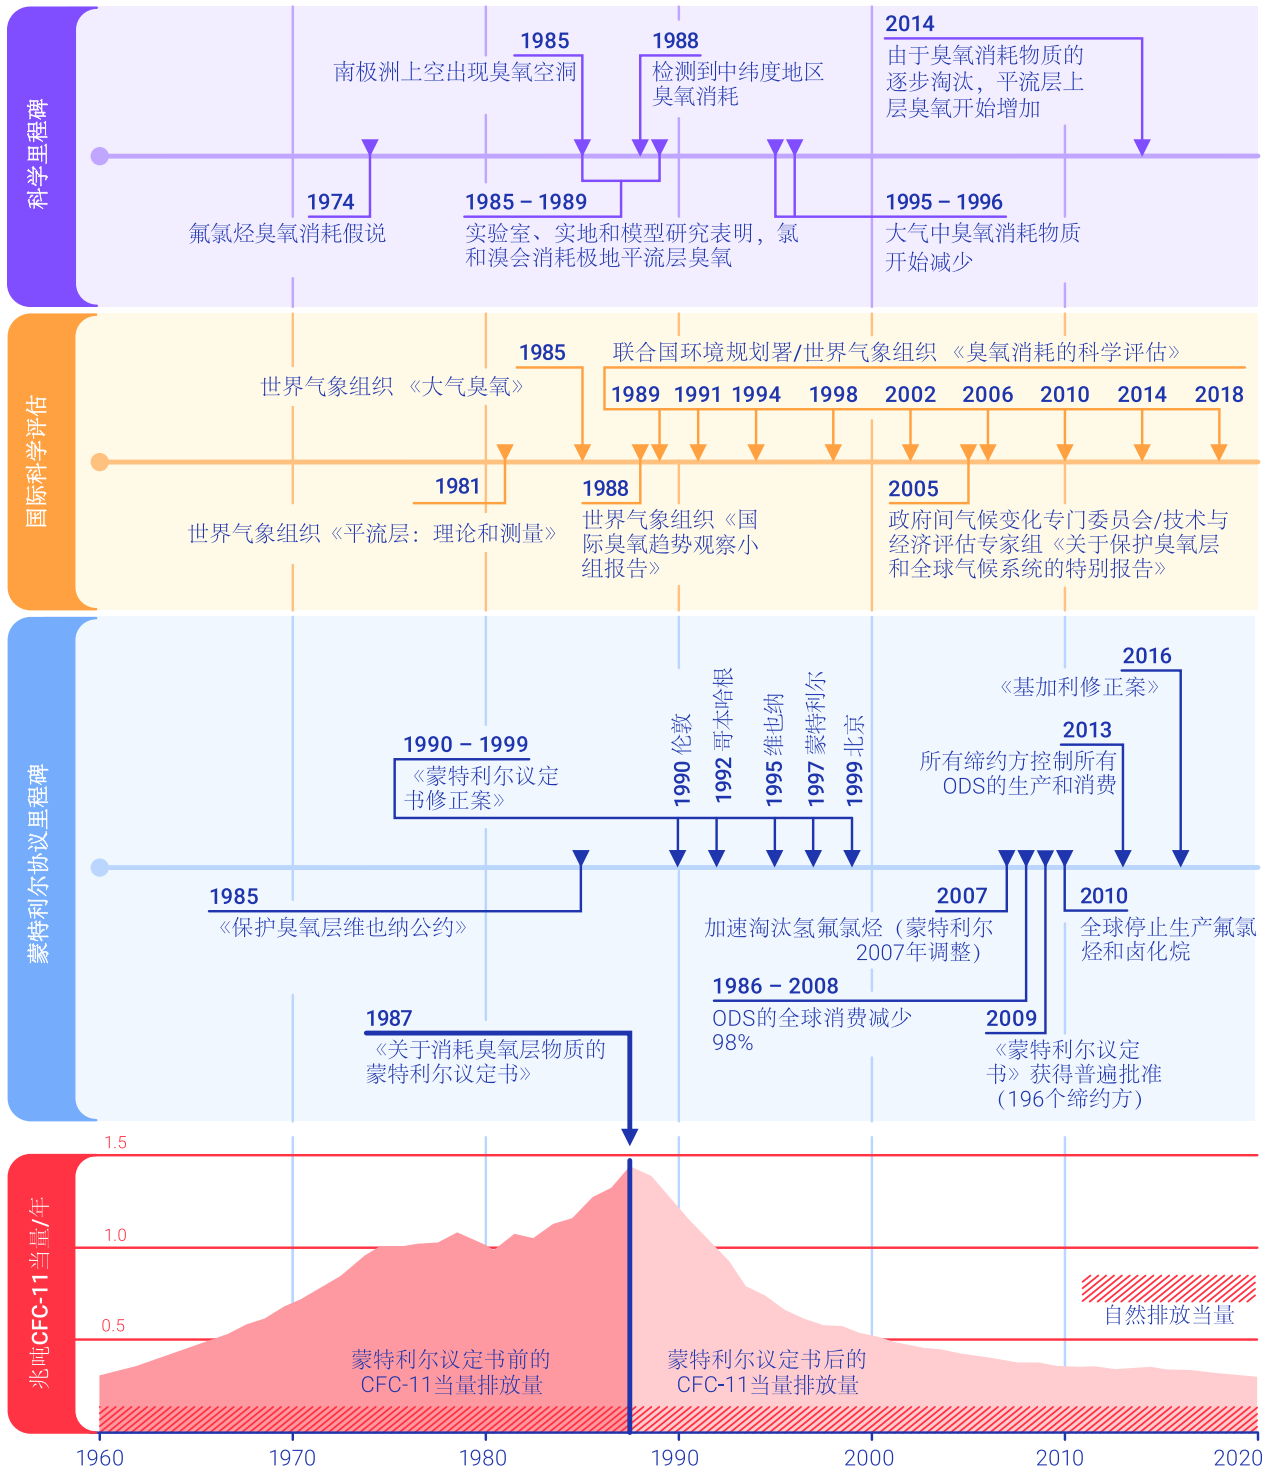 科学里程碑
1985
南极洲上空出现臭氧空洞
1988
检测到中纬度地区
臭氧消耗
2014
由于臭氧消耗物质的
逐步淘汰，平流层上
层臭氧开始增加
1974
氟氯烃臭氧消耗假说
1985 – 1989
实验室、实地和模型研究表明，氯
和溴会消耗极地平流层臭氧
1995 – 1996
大气中臭氧消耗物质
开始减少
国际科学评估
1985
世界气象组织 《大气臭氧》
联合国环境规划署/世界气象组织 《臭氧消耗的科学评估》
1989 1991 1994 1998 2002 2006 2010 2014 2018
1981
世界气象组织《平流层：理论和测量》
1988
世界气象组织《国
际臭氧趋势观察小
组报告》
2005
政府间气候变化专门委员会/技术与
经济评估专家组《关于保护臭氧层
和全球气候系统的特别报告》
蒙特利尔协议里程碑
1990 – 1999
《蒙特利尔议定
书修正案》
1990 伦敦
1992 哥本哈根
1995 维也纳
1997 蒙特利尔
1999 北京
2016
《基加利修正案》
2013
所有缔约方控制所有
ODS的生产和消费
1985
《保护臭氧层维也纳公约》
2007
加速淘汰氢氟氯烃（蒙特利尔
2007年调整）
2010
全球停止生产氟氯
烃和卤化烷
1986 – 2008
ODS的全球消费减少
98%
2009
《蒙特利尔议定
书》获得普遍批准
（196个缔约方）
1987
《关于消耗臭氧层物质的
蒙特利尔议定书》
兆吨CFC-11当量/年
1.5
1.0
0.5
自然排放当量
蒙特利尔议定书前的
CFC-11当量排放量
蒙特利尔议定书后的
CFC-11当量排放量
1960 1970 1980 1990 2000 2010 2020